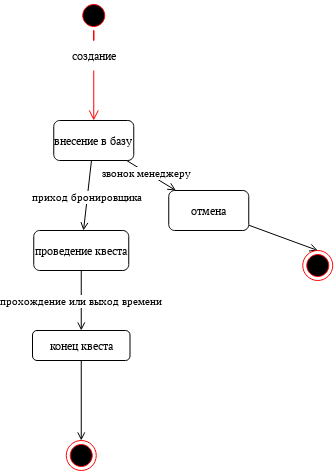 создание
внесение в базу
звонок менеджеру
приход бронировщика
отмена
проведение квеста
прохождение или выход времени
конец квеста